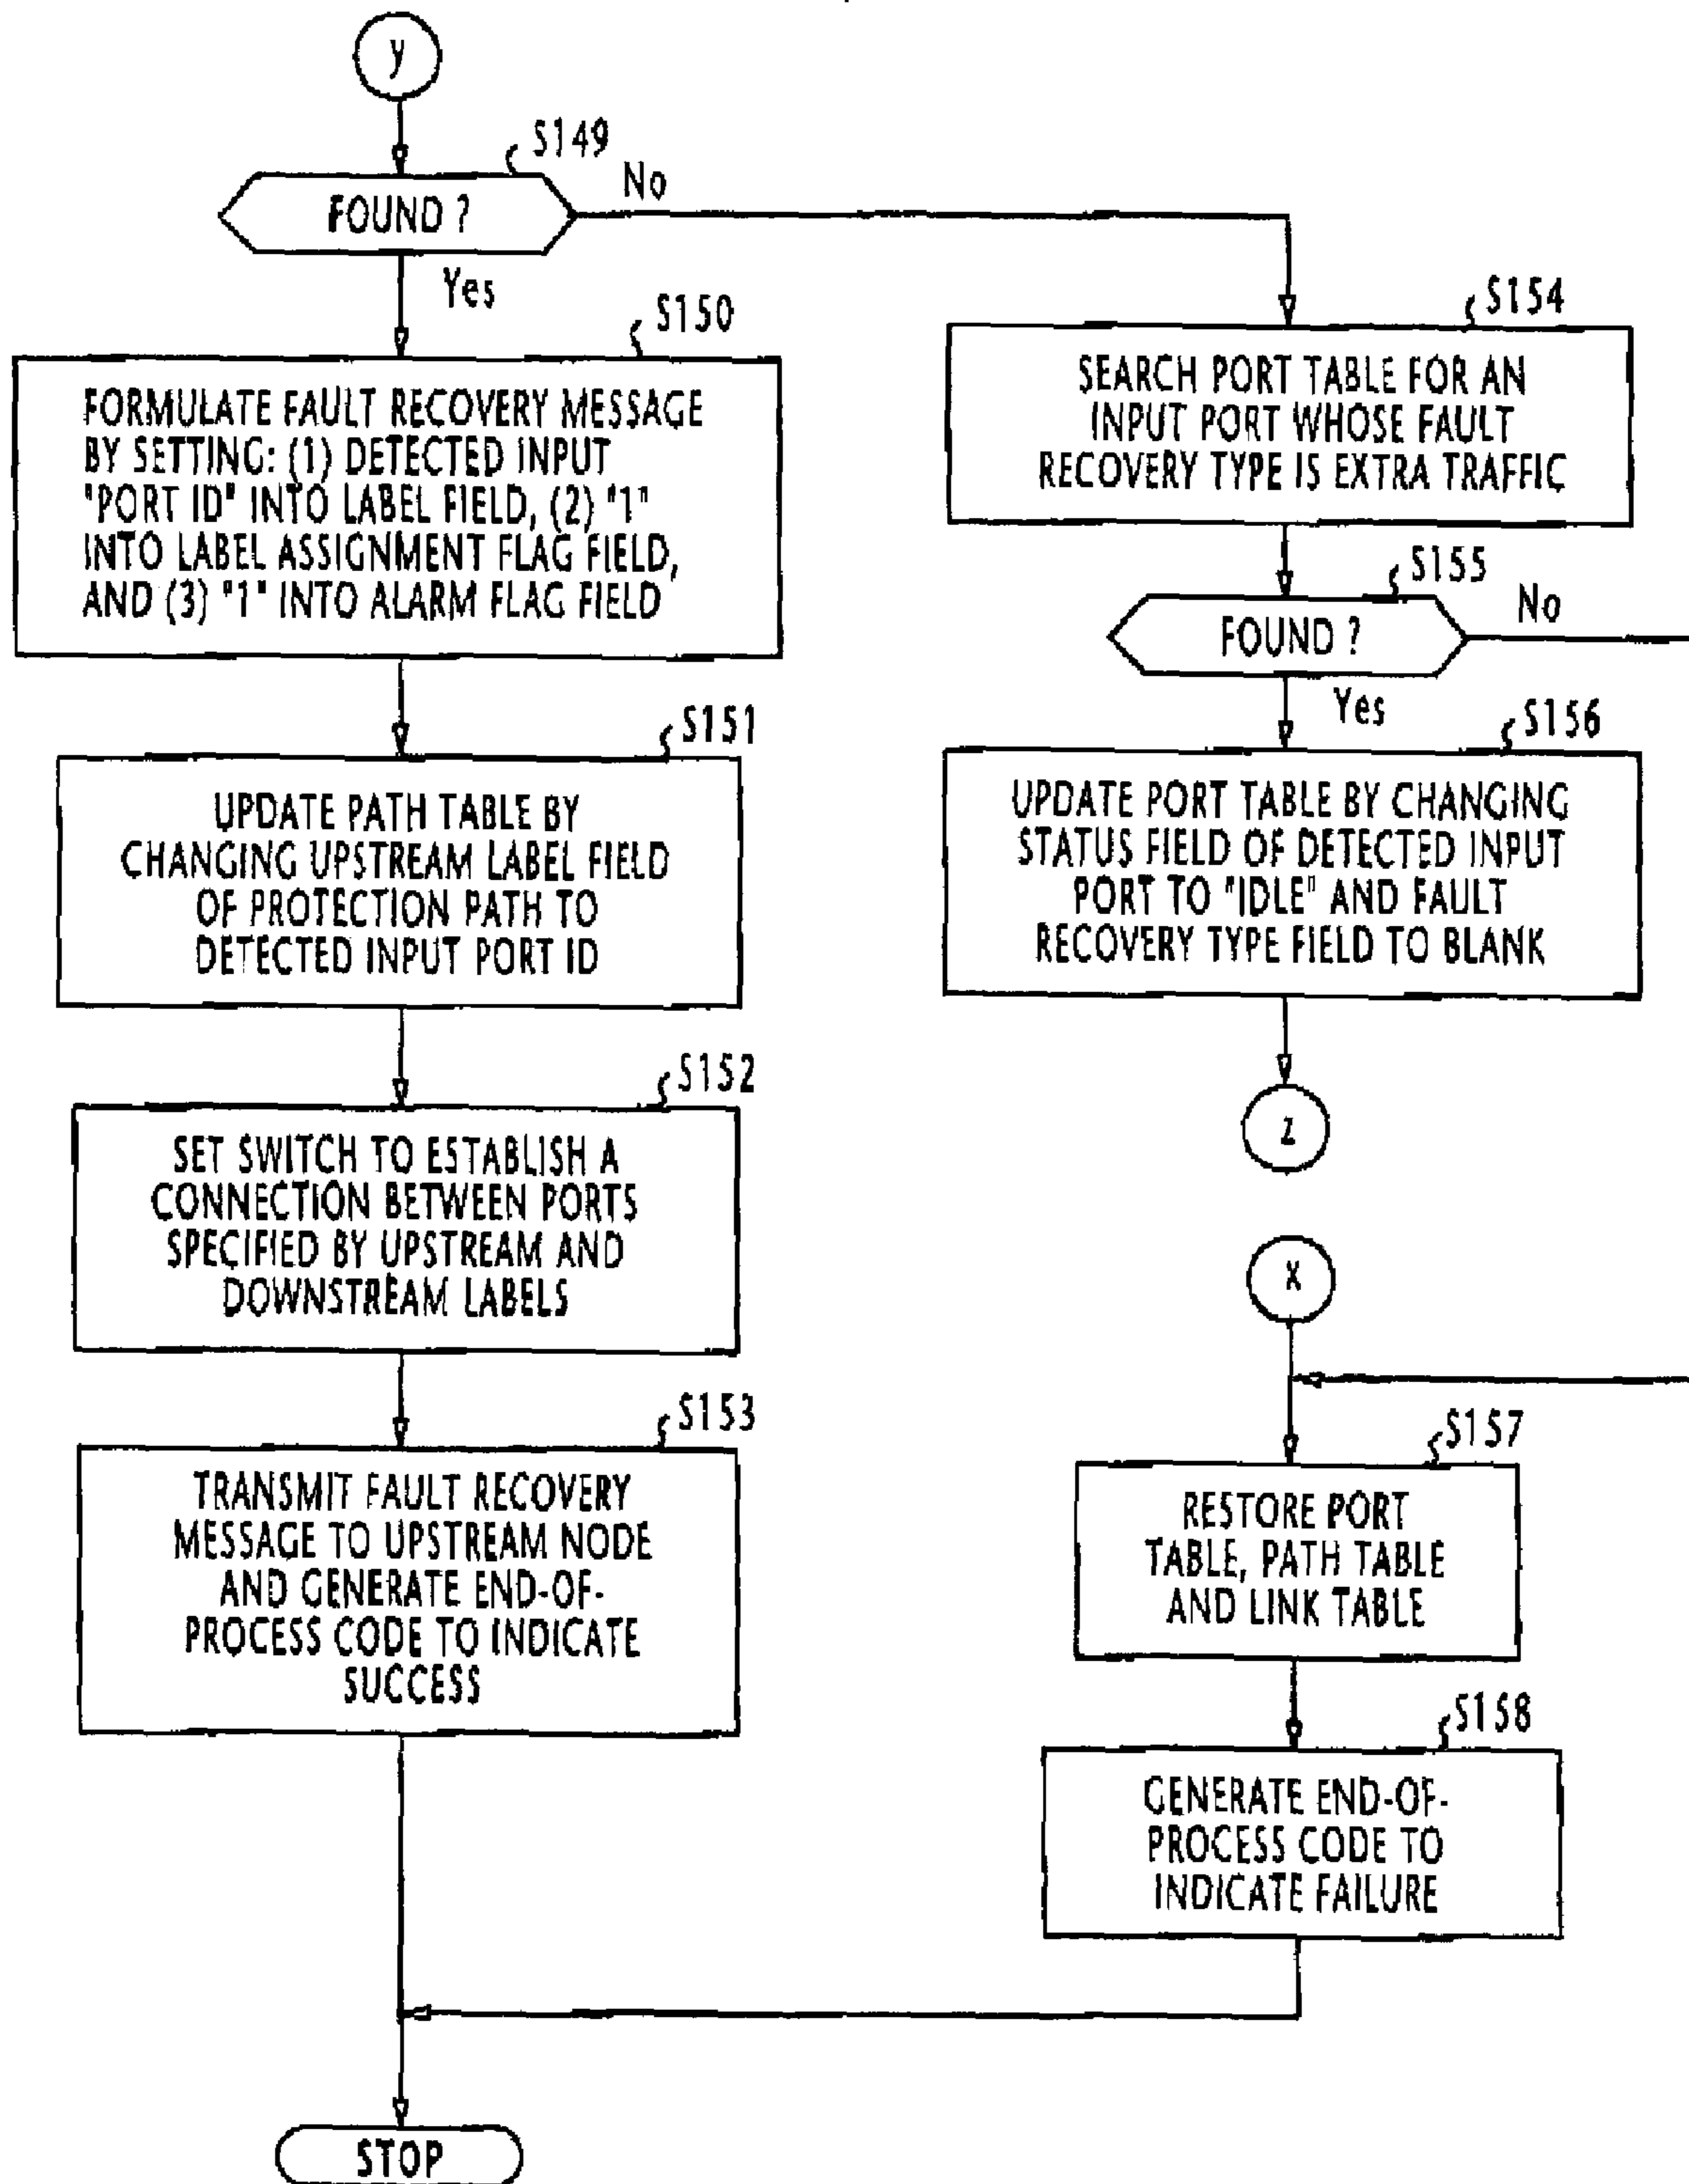 y
S149
FOUND ?
No
Yes
S150
FORMULATE FAULT RECOVERY MESSAGE
BY SETTING: (1) DETECTED INPUT
"PORT ID" INTO LABEL FIELD, (2) "1"
INTO LABEL ASSIGNMENT FLAG FIELD,
AND (3) "1" INTO ALARM FLAG FIELD
S151
UPDATE PATH TABLE BY
CHANGING UPSTREAM LABEL FIELD
OF PROTECTION PATH TO
DETECTED INPUT PORT ID
S152
SET SWITCH TO ESTABLISH A
CONNECTION BETWEEN PORTS
SPECIFIED BY UPSTREAM AND
DOWNSTREAM LABELS
S153
TRANSMIT FAULT RECOVERY
MESSAGE TO UPSTREAM NODE
AND GENERATE END-OF-
PROCESS CODE TO INDICATE
SUCCESS
S154
SEARCH PORT TABLE FOR AN
INPUT PORT WHOSE FAULT
RECOVERY TYPE IS EXTRA TRAFFIC
S155
FOUND ?
No
Yes
S156
UPDATE PORT TABLE BY CHANGING
STATUS FIELD OF DETECTED INPUT
PORT TO "IDLE" AND FAULT
RECOVERY TYPE FIELD TO BLANK
z
x
S157
RESTORE PORT
TABLE, PATH TABLE
AND LINK TABLE
S158
GENERATE END-OF-
PROCESS CODE TO
INDICATE FAILURE
STOP